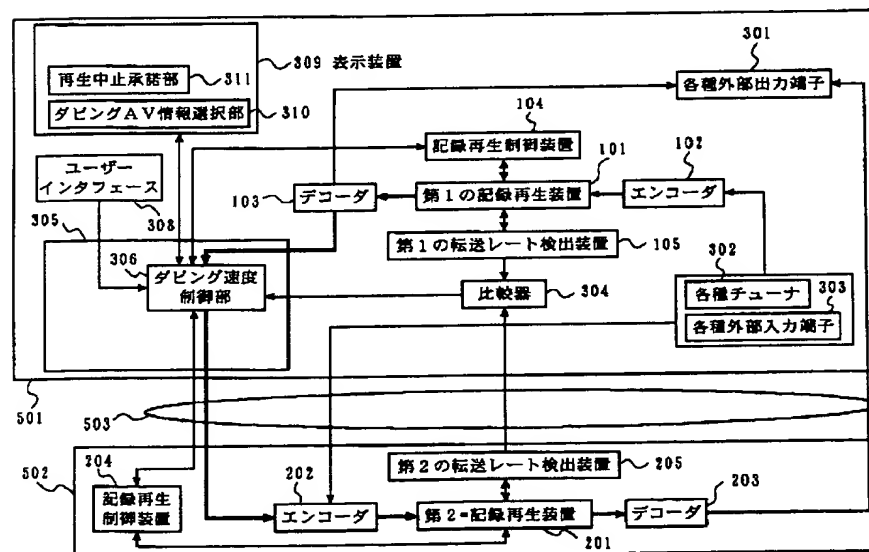 309 表示装置
再生中止承諾部
311
ダビングAV情報選択部
310
301
各種外部出力端子
104
記録再生制御装置
101
102
ユーザー
インタフェース
308
103
デコーダ
第1の記録再生装置
エンコーダ
305
第1の転送レート検出装置
105
306
ダビング速度
制御部
比較器
304
302
各種チューナ
303
各種外部入力端子
501
503
502
204
記録再生
制御装置
202
エンコーダ
第2の転送レート検出装置
205
第2=記録再生装置
201
デコーダ
203